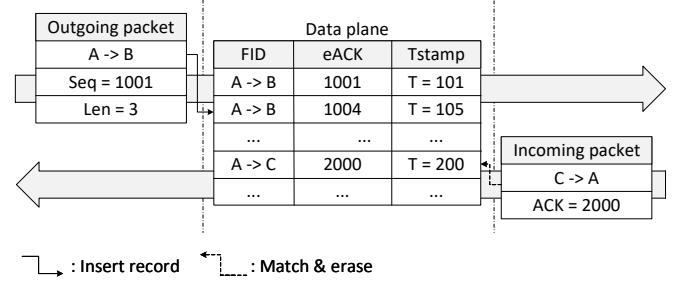 Outgoing packet
A -> B
Seq = 1001
Len = 3
Data plane
FID eACK Tstamp
A -> B 1001 T = 101
A -> B 1004 T = 105
... ... ...
A -> C 2000 T = 200
... ... ...
Incoming packet
C -> A
ACK = 2000
: Insert record : Match & erase